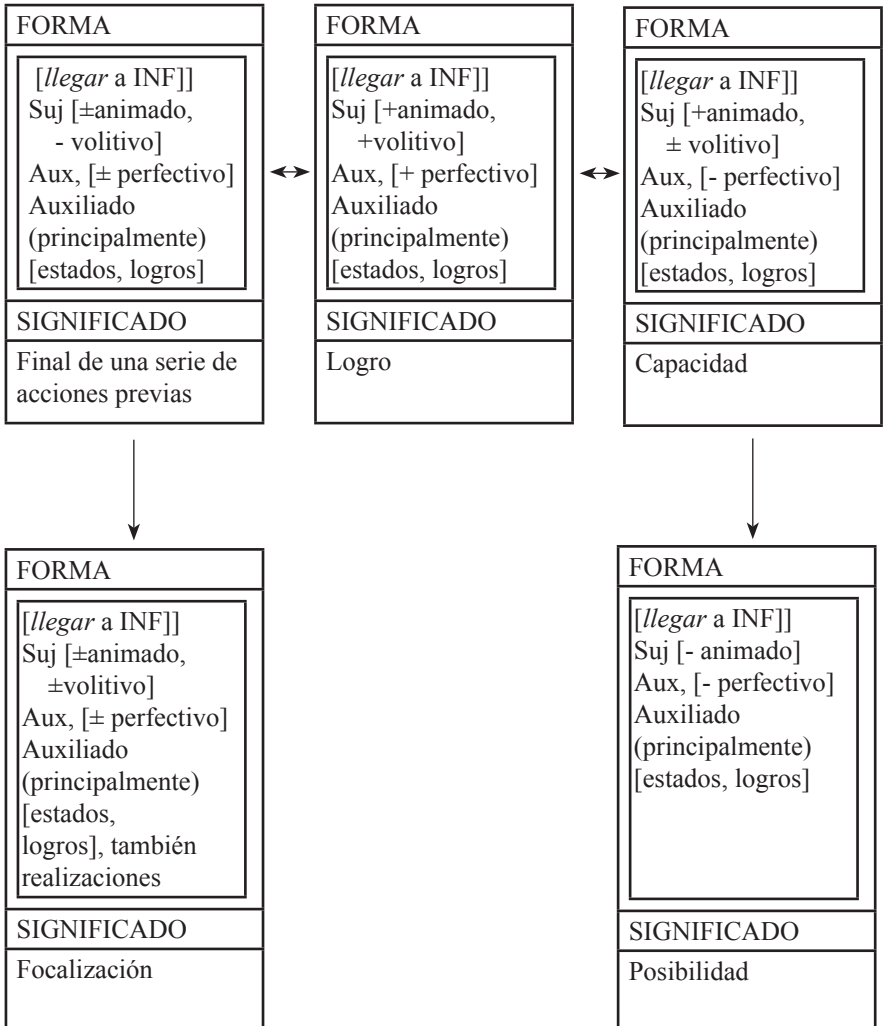 FORMA
[llegar a INF]]
Suj [±animado,
- volitivo]
Aux, [± perfectivo]
Auxiliado
(principalmente)
[estados, logros]
SIGNIFICADO
Final de una serie de
acciones previas
FORMA
[llegar a INF]]
Suj [+animado,
+volitivo]
Aux, [+ perfectivo]
Auxiliado
(principalmente)
[estados, logros]
SIGNIFICADO
Logro
FORMA
[llegar a INF]]
Suj [+animado,
± volitivo]
Aux, [- perfectivo]
Auxiliado
(principalmente)
[estados, logros]
SIGNIFICADO
Capacidad
FORMA
[llegar a INF]]
Suj [±animado,
±volitivo]
Aux, [± perfectivo]
Auxiliado
(principalmente)
[estados,
logros], también
realizaciones
SIGNIFICADO
Focalización
FORMA
[llegar a INF]]
Suj [- animado]
Aux, [- perfectivo]
Auxiliado
(principalmente)
[estados, logros]
SIGNIFICADO
Posibilidad